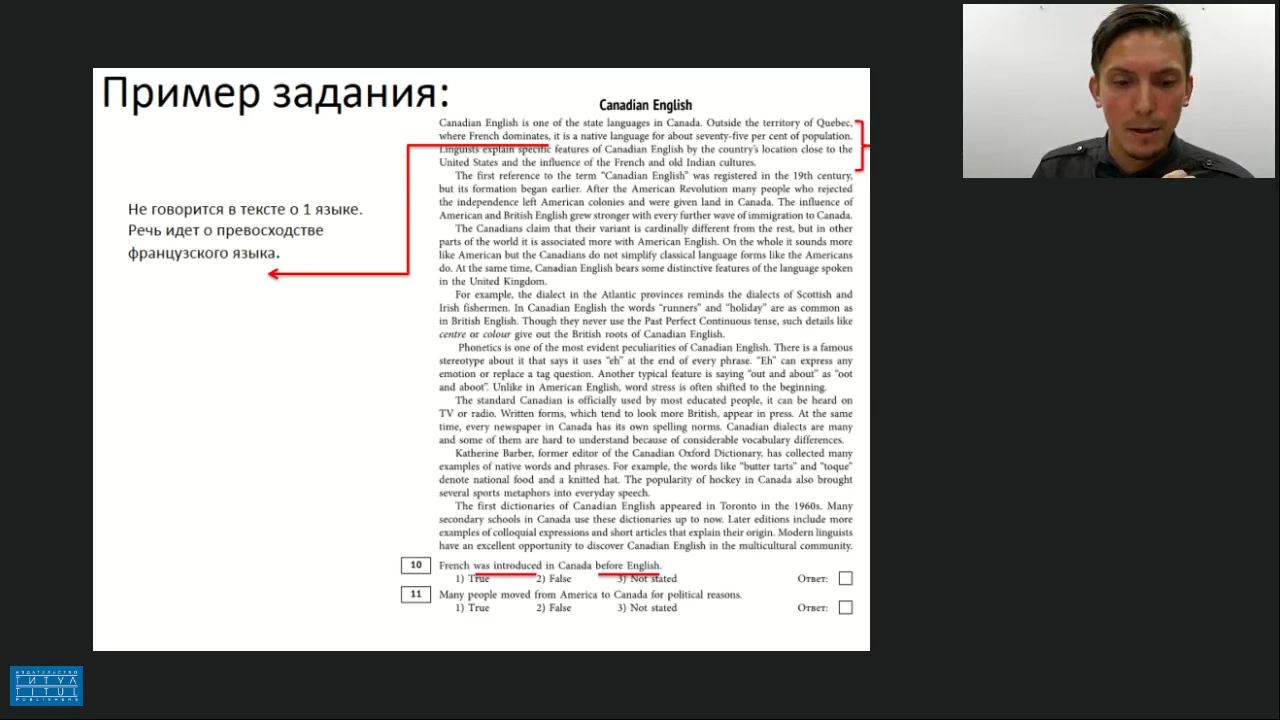 Пример задания:
Canadian English
Canadian English is one of the state languages in Canada. Outside the territory of Quebec,
where French dominates, it is a native language for about seventy-five per cent of population.
Linguists explain specific features of Canadian English by the country's location close to the
United States and the influence of the French and old Indian cultures.
The first reference to the term "Canadian English" was registered in the 19th century,
but its formation began earlier. After the American Revolution many people who rejected
the independence left American colonies and were given land in Canada. The influence of
American and British English grew stronger with every further wave of immigration to Canada.
The Canadians claim that their variant is cardinally different from the rest, but in other
parts of the world it is associated more with American English. On the whole it sounds more
like American but the Canadians do not simplify classical language forms like the Americans
do. At the same time, Canadian English bears some distinctive features of the language spoken
in the United Kingdom.
For example, the dialect in the Atlantic provinces reminds the dialects of Scottish and
Irish fishermen. In Canadian English the words "runners" and "holiday" are as common as
in British English. Though they never use the Past Perfect Continuous tense, such details like
centre or colour give out the British roots of Canadian English.
Phonetics is one of the most evident peculiarities of Canadian English. There is a famous
stereotype about it that says it uses "eh" at the end of every phrase. "Eh" can express any
emotion or replace a tag question. Another typical feature is saying "out and about" as "oot
and aboot". Unlike in American English, word stress is often shifted to the beginning.
The standard Canadian is officially used by most educated people, it can be heard on
TV or radio. Written forms, which tend to look more British, appear in press. At the same
time, every newspaper in Canada has its own spelling norms. Canadian dialects are many
and some of them are hard to understand because of considerable vocabulary differences.
Katherine Barber, former editor of the Canadian Oxford Dictionary, has collected many
examples of native words and phrases. For example, the words like "butter tarts" and "toque"
denote national food and a knitted hat. The popularity of hockey in Canada also brought
several sports metaphors into everyday speech.
The first dictionaries of Canadian English appeared in Toronto in the 1960s. Many
secondary schools in Canada use these dictionaries up to now. Later editions include more
examples of colloquial expressions and short articles that explain their origin. Modern linguists
have an excellent opportunity to discover Canadian English in the multicultural community.
Не говорится в тексте о 1 языке.
Речь идет о превосходстве
французского языка.
10 French was introduced in Canada before English.
1) True 2) False 3) Not stated Ответ:
11 Many people moved from America to Canada for political reasons.
1) True 2) False 3) Not stated Ответ:
ИЗДАТЕЛЬСТВО
ТИТУЛ
TITUL
PUBLISHERS